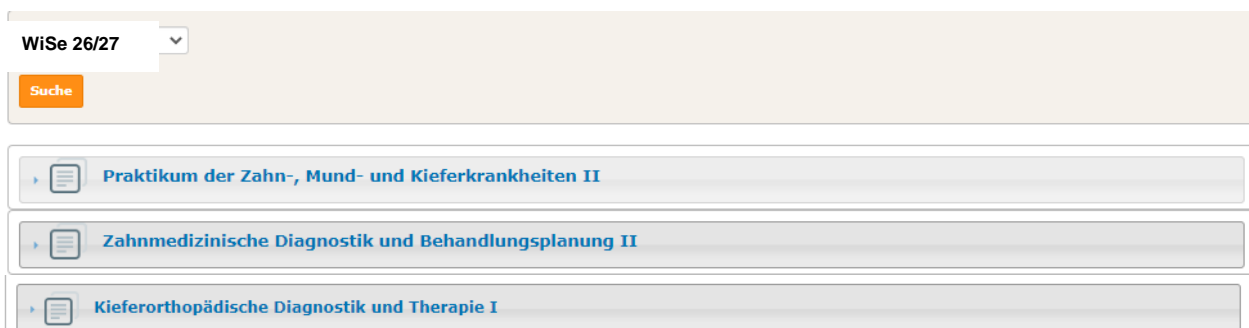 WiSe 26/27
Suche
Praktikum der Zahn-, Mund- und Kieferkrankheiten II
Zahnmedizinische Diagnostik und Behandlungsplanung II
Kieferorthopädische Diagnostik und Therapie I